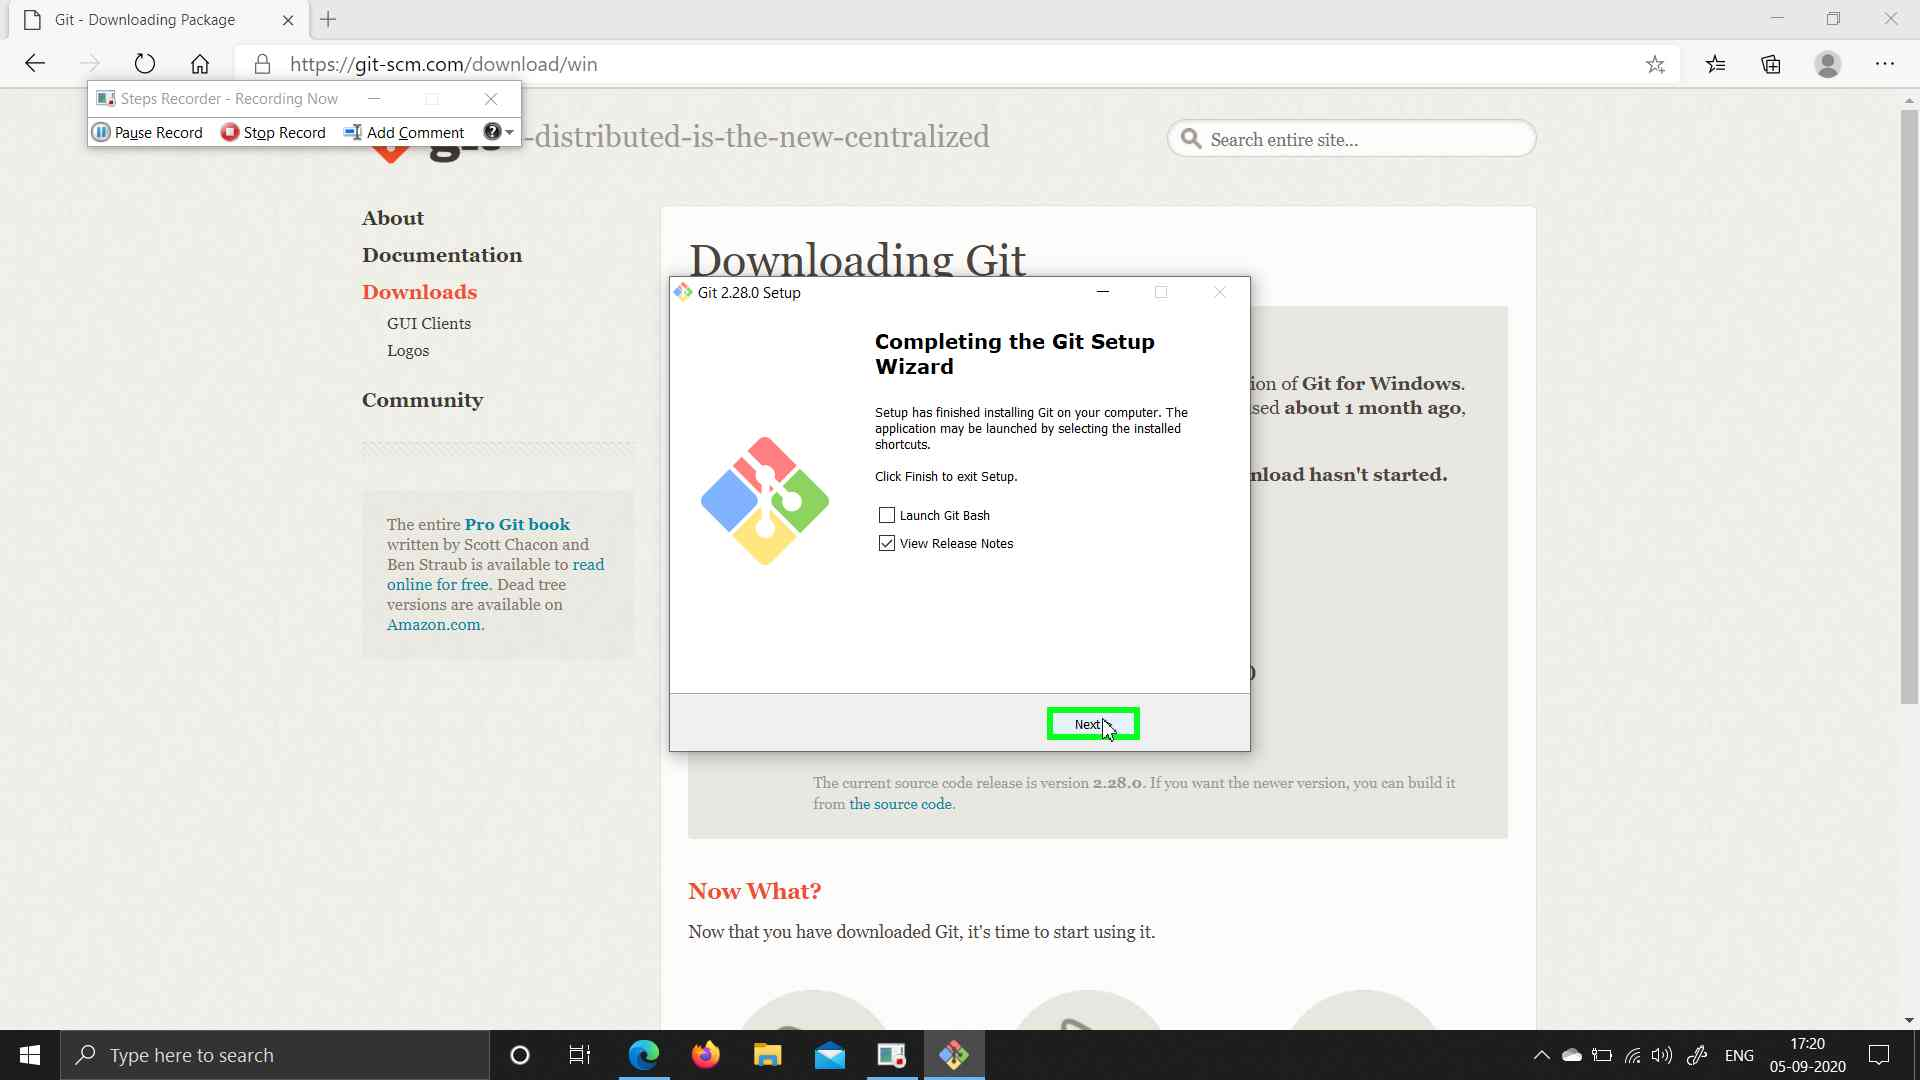 Git - Downloading Package
https://git-scm.com/download/win
Steps Recorder - Recording Now
Pause Record
Stop Record
Add Comment
-distributed-is-the-new-centralized
Search entire site...
About
Documentation
Downloads
GUI Clients
Logos
Community
The entire Pro Git book
written by Scott Chacon and
Ben Straub is available to read
online for free. Dead tree
versions are available on
Amazon.com.
Downloading Git
ion of Git for Windows.
sed about 1 month ago,
nload hasn't started.
Git 2.28.0 Setup
Completing the Git Setup
Wizard
Setup has finished installing Git on your computer. The
application may be launched by selecting the installed
shortcuts.
Click Finish to exit Setup.
Launch Git Bash
View Release Notes
Next
The current source code release is version 2.28.0. If you want the newer version, you can build it
from the source code.
Now What?
Now that you have downloaded Git, it's time to start using it.
Type here to search
ENG
17:20
05-09-2020